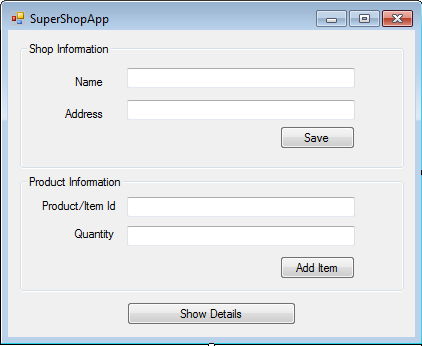 SuperShopApp
Shop Information
Name
Address
Save
Product Information
Product/Item Id
Quantity
Add Item
Show Details